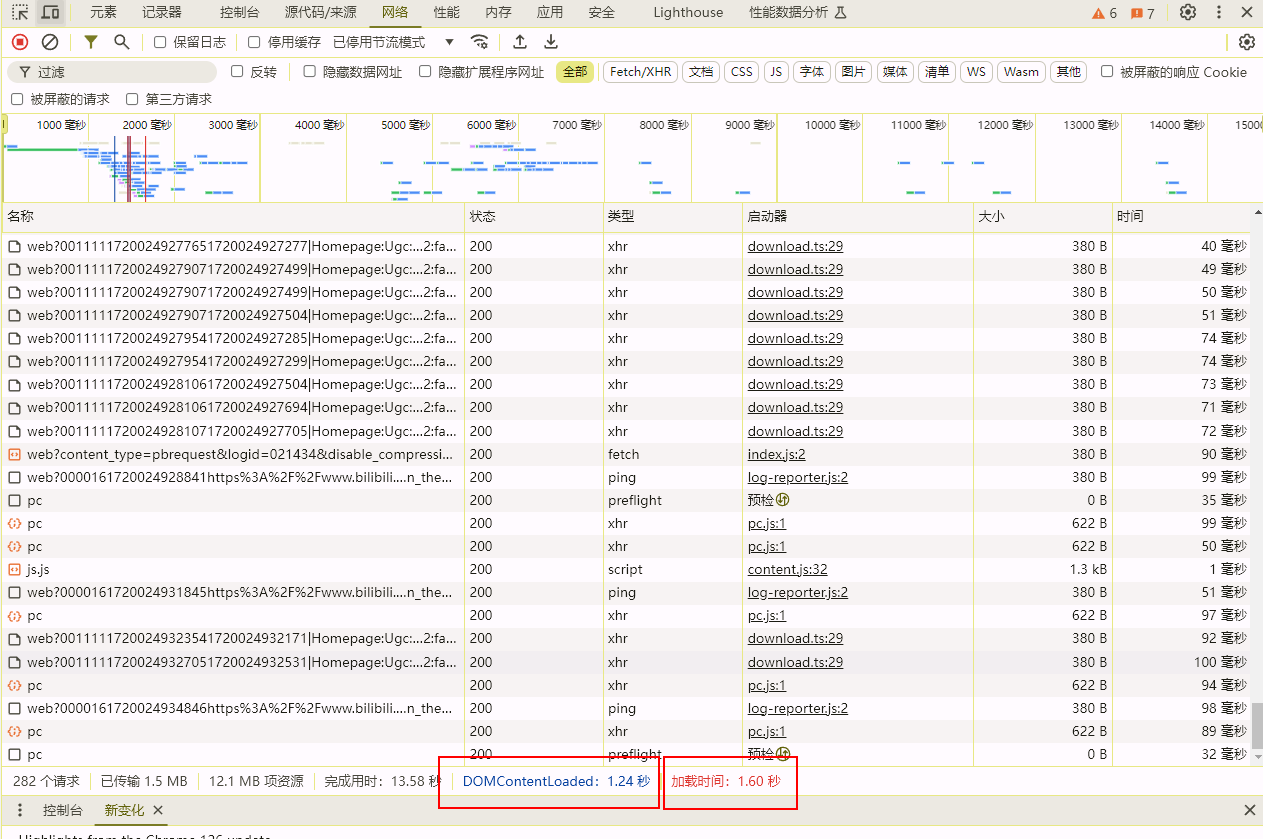 元素 记录器 控制台 源代码/来源 网络 性能 内存 应用 安全 Lighthouse 性能数据分析 6 7
保留日志 停用缓存 已停用节流模式
过滤 反转 隐藏数据网址 隐藏扩展程序网址 全部 Fetch/XHR 文档 CSS JS 字体 图片 媒体 清单 WS Wasm 其他 被屏蔽的响应 Cookie
被屏蔽的请求 第三方请求
1000 毫秒 2000 毫秒 3000 毫秒 4000 毫秒 5000 毫秒 6000 毫秒 7000 毫秒 8000 毫秒 9000 毫秒 10000 毫秒 11000 毫秒 12000 毫秒 13000 毫秒 14000 毫秒 1500
名称 状态 类型 启动器 大小 时间
web?0011111720024927765172002492727​7|Homepage:Ugc:...2:fa... 200 xhr download.ts:29 380 B 40 毫秒
web?00111117200249279071720024927499|Homepage:Ugc:...2:fa... 200 xhr download.ts:29 380 B 49 毫秒
web?00111117200249279071720024927499|Homepage:Ugc:...2:fa... 200 xhr download.ts:29 380 B 50 毫秒
web?00111117200249279071720024927504|Homepage:Ugc:...2:fa... 200 xhr download.ts:29 380 B 51 毫秒
web?00111117200249279541720024927285|Homepage:Ugc:...2:fa... 200 xhr download.ts:29 380 B 74 毫秒
web?00111117200249279541720024927299|Homepage:Ugc:...2:fa... 200 xhr download.ts:29 380 B 74 毫秒
web?00111117200249281061720024927504|Homepage:Ugc:...2:fa... 200 xhr download.ts:29 380 B 73 毫秒
web?00111117200249281061720024927694|Homepage:Ugc:...2:fa... 200 xhr download.ts:29 380 B 71 毫秒
web?00111117200249281071720024927705|Homepage:Ugc:...2:fa... 200 xhr download.ts:29 380 B 72 毫秒
web?content_type=pbrequest&logid=021434&disable_compressi... 200 fetch index.js:2 380 B 90 毫秒
web?0000161720024928841https%3A%2F%2Fwww.bilibili....n_the... 200 ping log-reporter.js:2 380 B 99 毫秒
pc 200 preflight 预检 0 B 35 毫秒
pc 200 xhr pc.js:1 622 B 99 毫秒
pc 200 xhr pc.js:1 622 B 50 毫秒
js.js 200 script content.js:32 1.3 kB 1 毫秒
web?0000161720024931845https%3A%2F%2Fwww.bilibili....n_the... 200 ping log-reporter.js:2 380 B 51 毫秒
pc 200 xhr pc.js:1 622 B 97 毫秒
web?00111117200249323541720024932171|Homepage:Ugc:...2:fa... 200 xhr download.ts:29 380 B 92 毫秒
web?00111117200249327051720024932531|Homepage:Ugc:...2:fa... 200 xhr download.ts:29 380 B 100 毫秒
pc 200 xhr pc.js:1 622 B 94 毫秒
web?0000161720024934846https%3A%2F%2Fwww.bilibili....n_the... 200 ping log-reporter.js:2 380 B 98 毫秒
pc 200 xhr pc.js:1 622 B 89 毫秒
pc 200 preflight 预检 0 B 32 毫秒
282 个请求 已传输 1.5 MB 12.1 MB 项资源 完成用时：13.58 秒 DOMContentLoaded：1.24 秒 加载时间：1.60 秒
控制台 新变化
Highlights from the Chrome 126 update